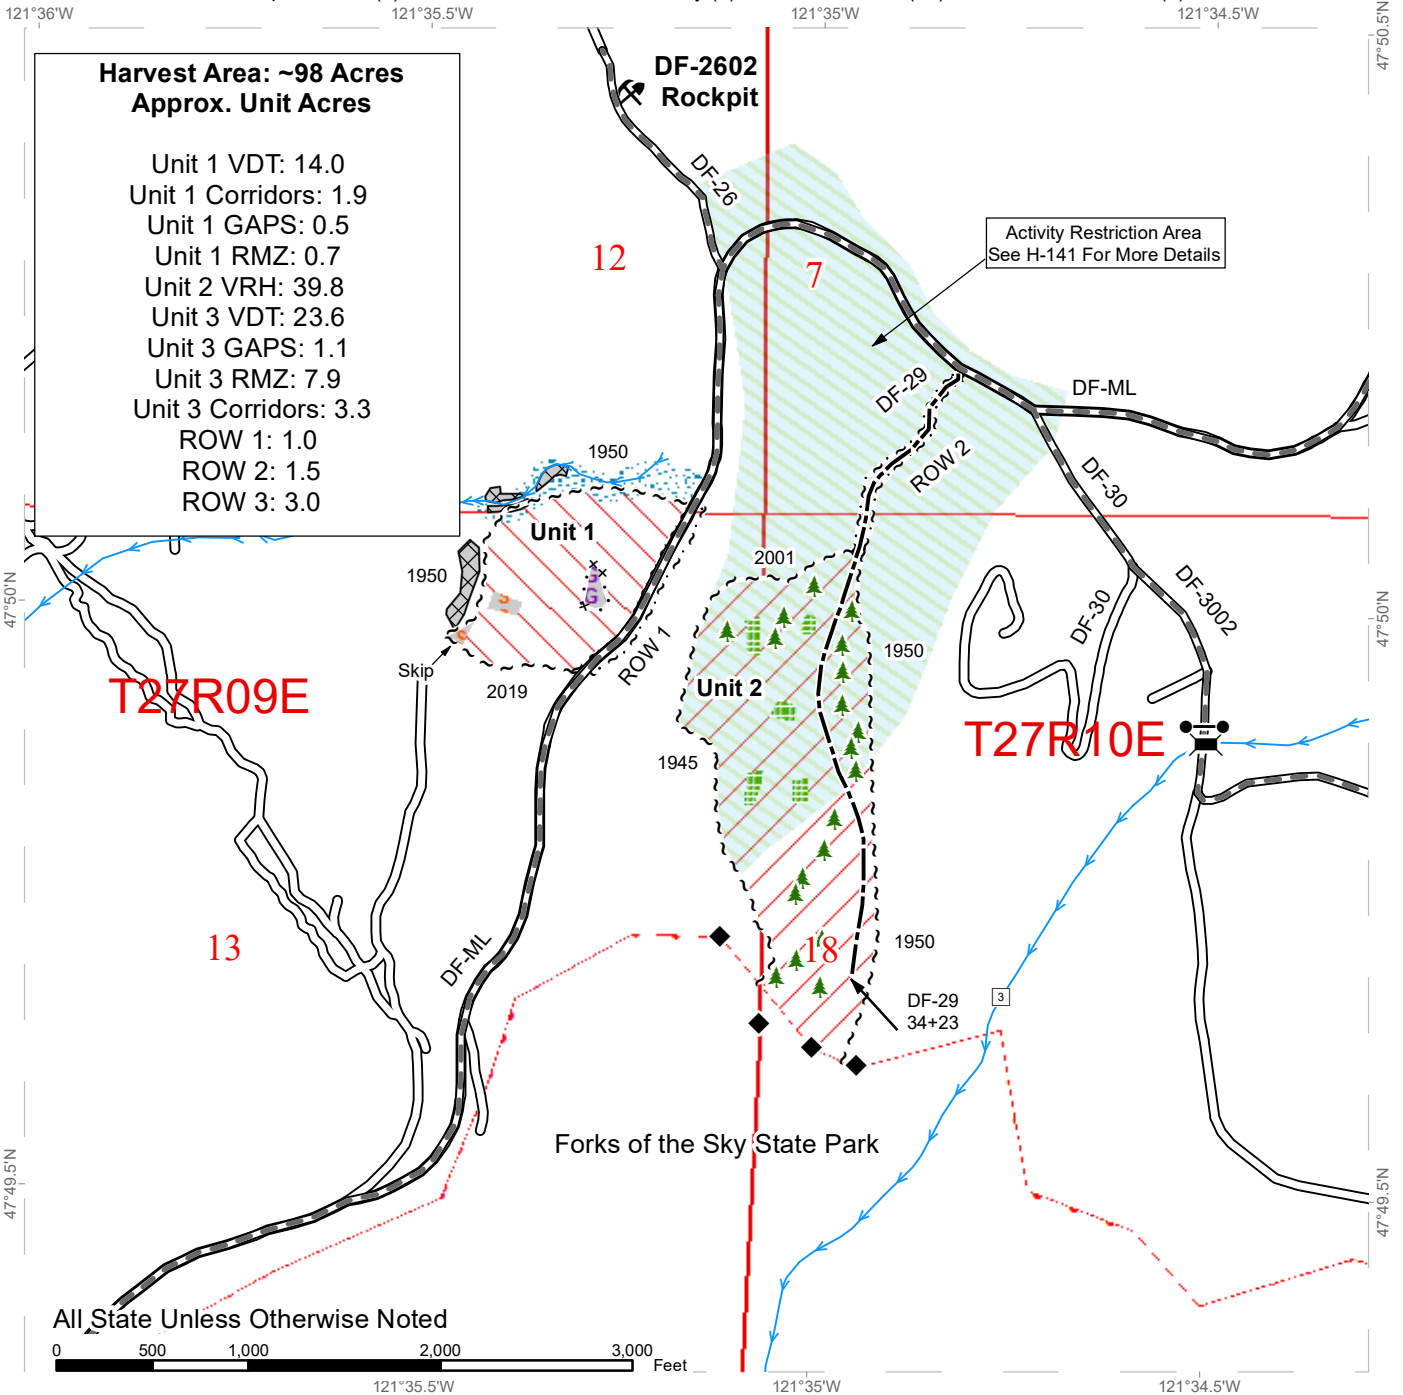 121°36'W
121°35.5'W
121°35'W
121°34.5'W
47°50.5'N
Harvest Area: ~98 Acres
Approx. Unit Acres
Unit 1 VDT: 14.0
Unit 1 Corridors: 1.9
Unit 1 GAPS: 0.5
Unit 1 RMZ: 0.7
Unit 2 VRH: 39.8
Unit 3 VDT: 23.6
Unit 3 GAPS: 1.1
Unit 3 RMZ: 7.9
Unit 3 Corridors: 3.3
ROW 1: 1.0
ROW 2: 1.5
ROW 3: 3.0
DF-2602
Rockpit
DF-26
12
7
Activity Restriction Area
See H-141 For More Details
DF-29
DF-ML
ROW 2
1950
DF-30
Unit 1
2001
1950
G
G
S
S
DF-30
DF-3002
47°50'N
47°50'N
ROW 1
1950
Skip
2019
Unit 2
T27R09E
T27R10E
1945
13
DF-ML
18
1950
3
DF-29
34+23
Forks of the Sky State Park
47°49.5'N
47°49.5'N
All State Unless Otherwise Noted
0
500
1,000
2,000
3,000
Feet
121°35.5'W
121°35'W
121°34.5'W